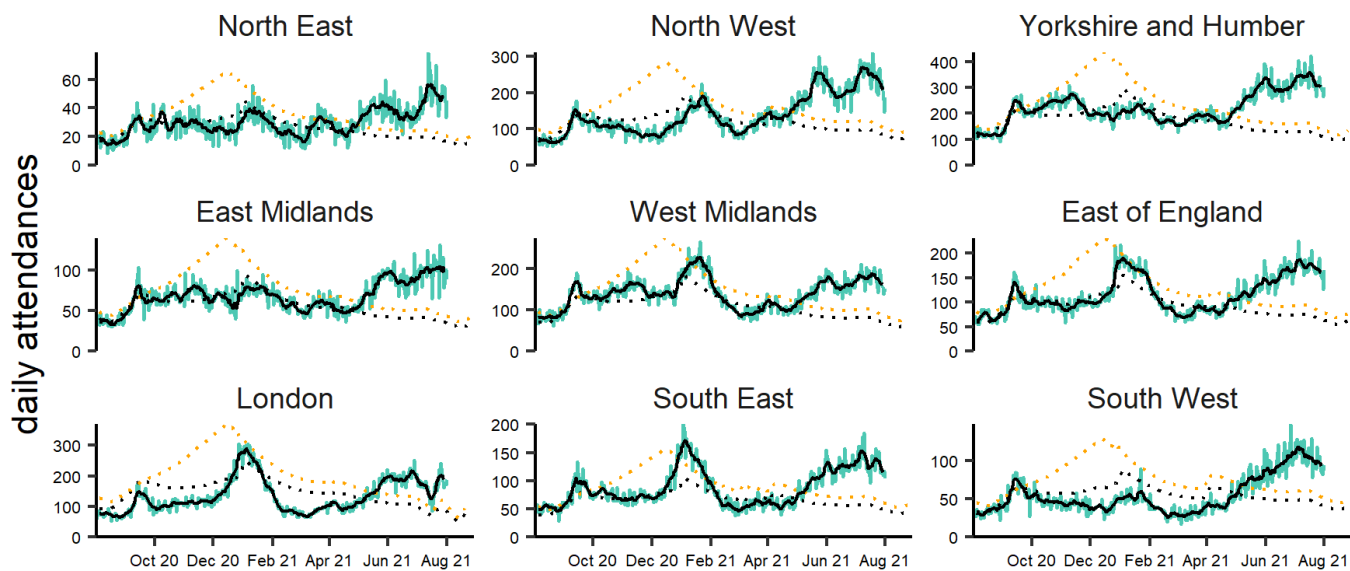 North East
North West
Yorkshire and Humber
60
40
20
0
300
200
100
0
400
300
200
100
0
daily attendances
East Midlands
West Midlands
East of England
100
50
0
200
100
0
200
150
100
50
0
London
South East
South West
300
200
100
0
200
150
100
50
0
100
50
0
Oct 20 Dec 20 Feb 21 Apr 21 Jun 21 Aug 21
Oct 20 Dec 20 Feb 21 Apr 21 Jun 21 Aug 21
Oct 20 Dec 20 Feb 21 Apr 21 Jun 21 Aug 21